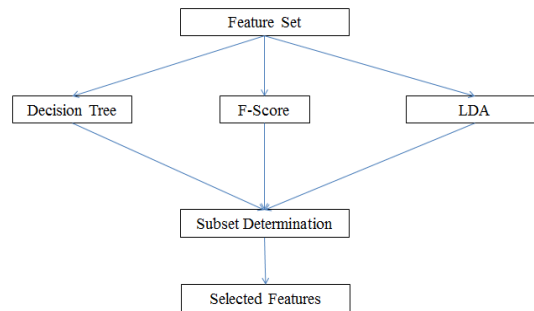 Feature Set
Decision Tree
F-Score
LDA
Subset Determination
Selected Features